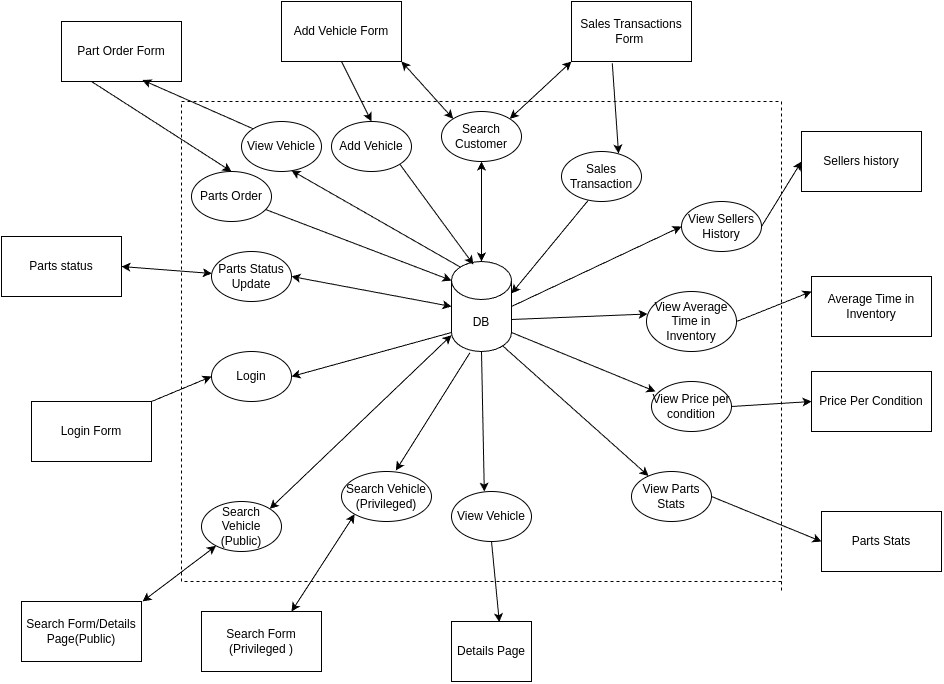 Add Vehicle Form
Sales Transactions
Form
Part Order Form
Search
Customer
View Vehicle
Add Vehicle
Sales
Transaction
Sellers history
Parts Order
View Sellers
History
Parts status
Parts Status
Update
DB
View Average
Time in
Inventory
Average Time in
Inventory
Login
View Price per
condition
Price Per Condition
Login Form
Search Vehicle
(Privileged)
View Parts
Stats
Search
Vehicle
(Public)
View Vehicle
Parts Stats
Search Form/Details
Page(Public)
Search Form
(Privileged )
Details Page